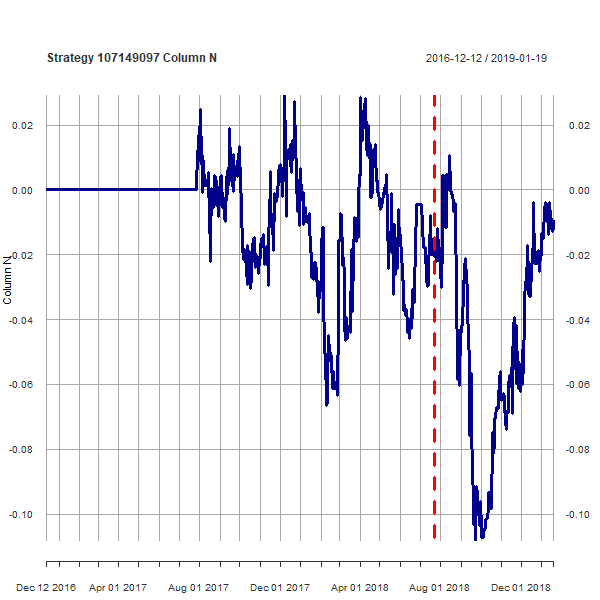 Strategy 107149097 Column N
2016-12-12 / 2019-01-19
0.02
0.02
0.00
0.00
-0.02
-0.02
Column N
-0.04
-0.04
-0.06
-0.06
-0.08
-0.08
-0.10
-0.10
Dec 12 2016
Apr 01 2017
Aug 01 2017
Dec 01 2017
Apr 01 2018
Aug 01 2018
Dec 01 2018